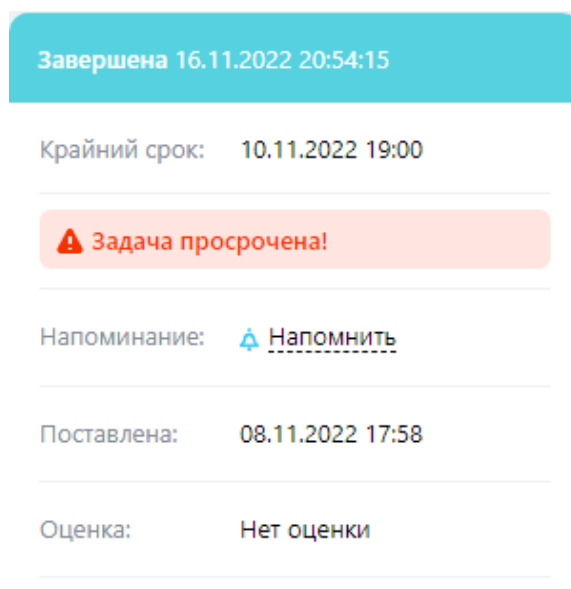 Завершена 16.11.2022 20:54:15
Крайний срок: 10.11.2022 19:00
Задача просрочена!
Напоминание: Напомнить
Поставлена: 08.11.2022 17:58
Оценка: Нет оценки